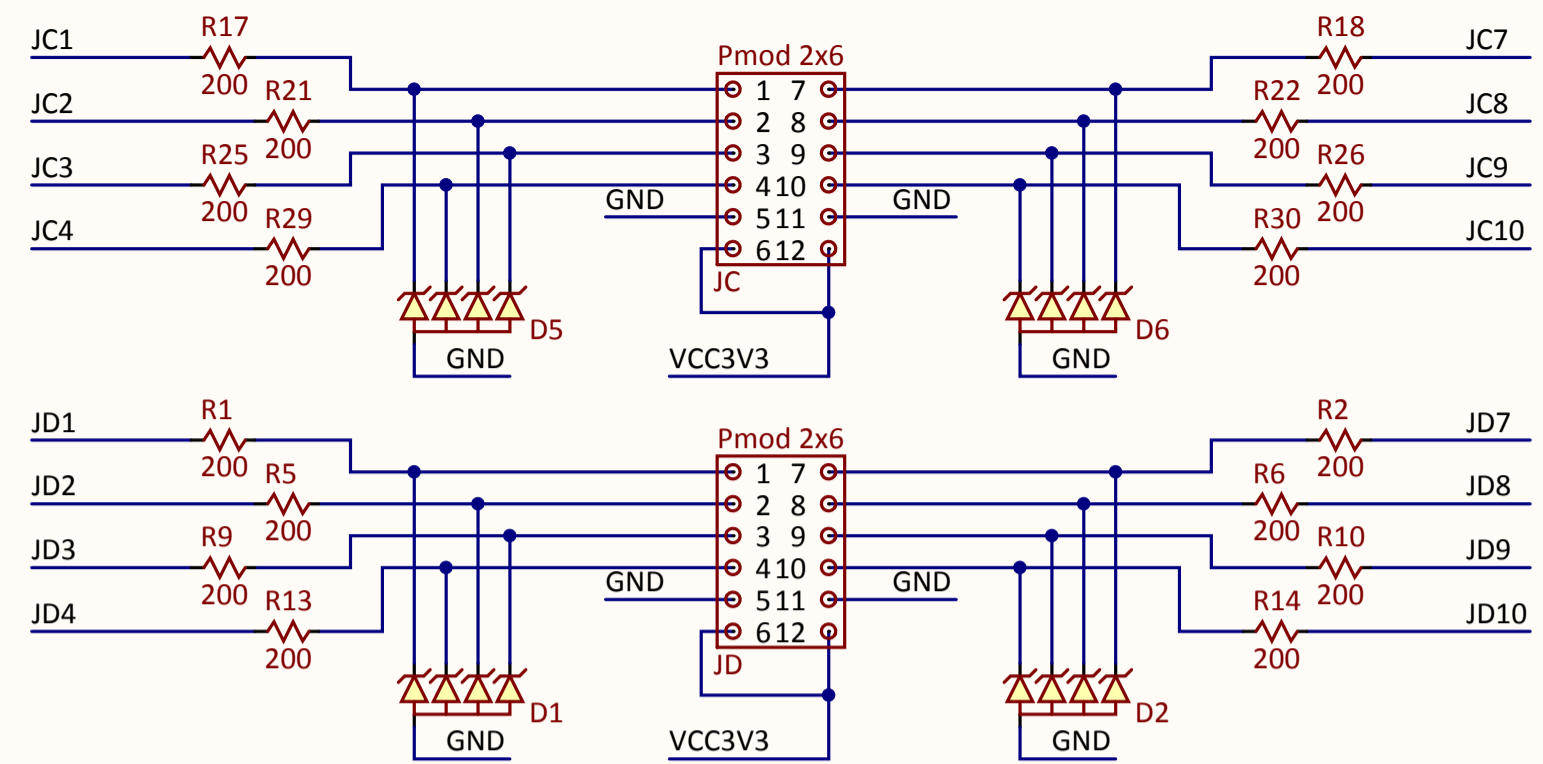 JC1
R17
200
JC2
R21
200
JC3
R25
200
JC4
R29
200
Pmod 2x6
1 7
2 8
3 9
4 10
5 11
6 12
GND
GND
JC
R18
200
JC7
R22
200
JC8
R26
200
JC9
R30
200
JC10
D5
GND
VCC3V3
D6
GND
JD1
R1
200
JD2
R5
200
JD3
R9
200
JD4
R13
200
Pmod 2x6
1 7
2 8
3 9
4 10
5 11
6 12
GND
GND
JD
R2
200
JD7
R6
200
JD8
R10
200
JD9
R14
200
JD10
D1
GND
VCC3V3
D2
GND